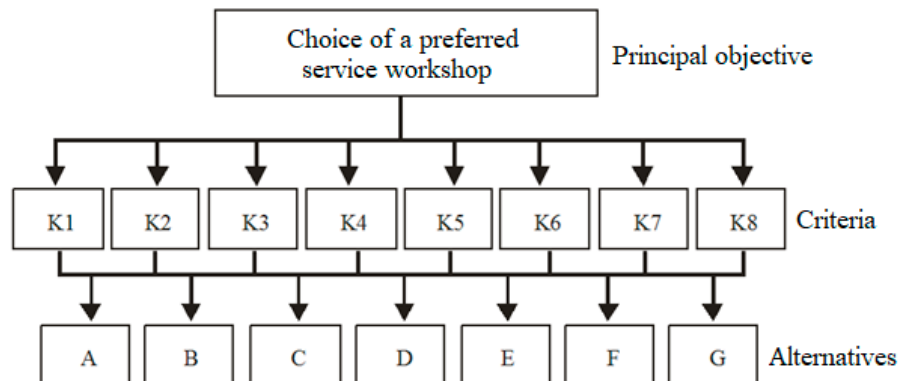 Choice of a preferred
service workshop
Principal objective
K1 K2 K3 K4 K5 K6 K7 K8 Criteria
A B C D E F G Alternatives